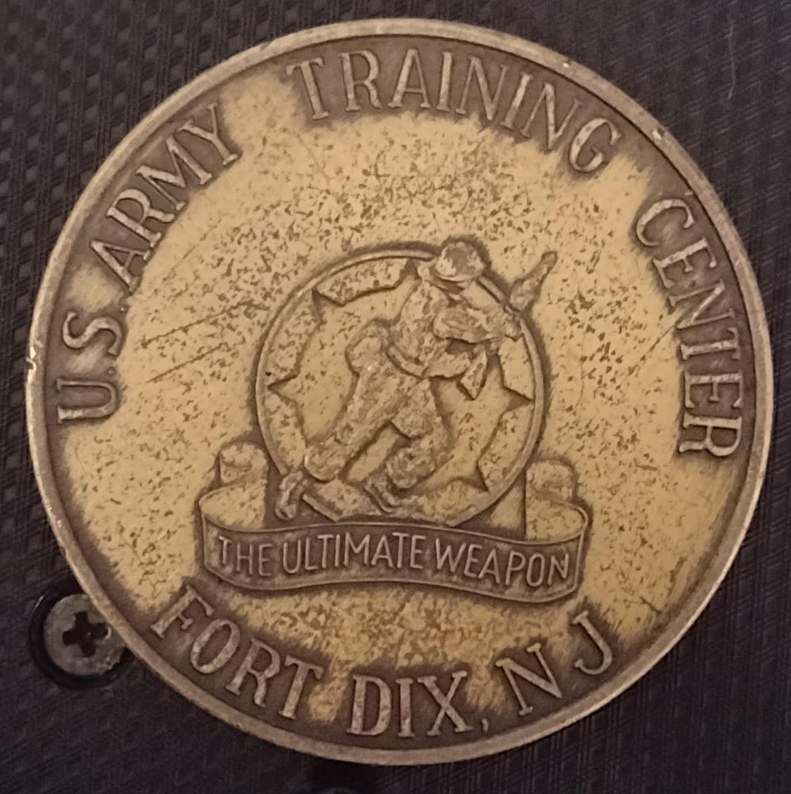 U.S. ARMY TRAINING CENTER
THE ULTIMATE WEAPON
FORT DIX, N J